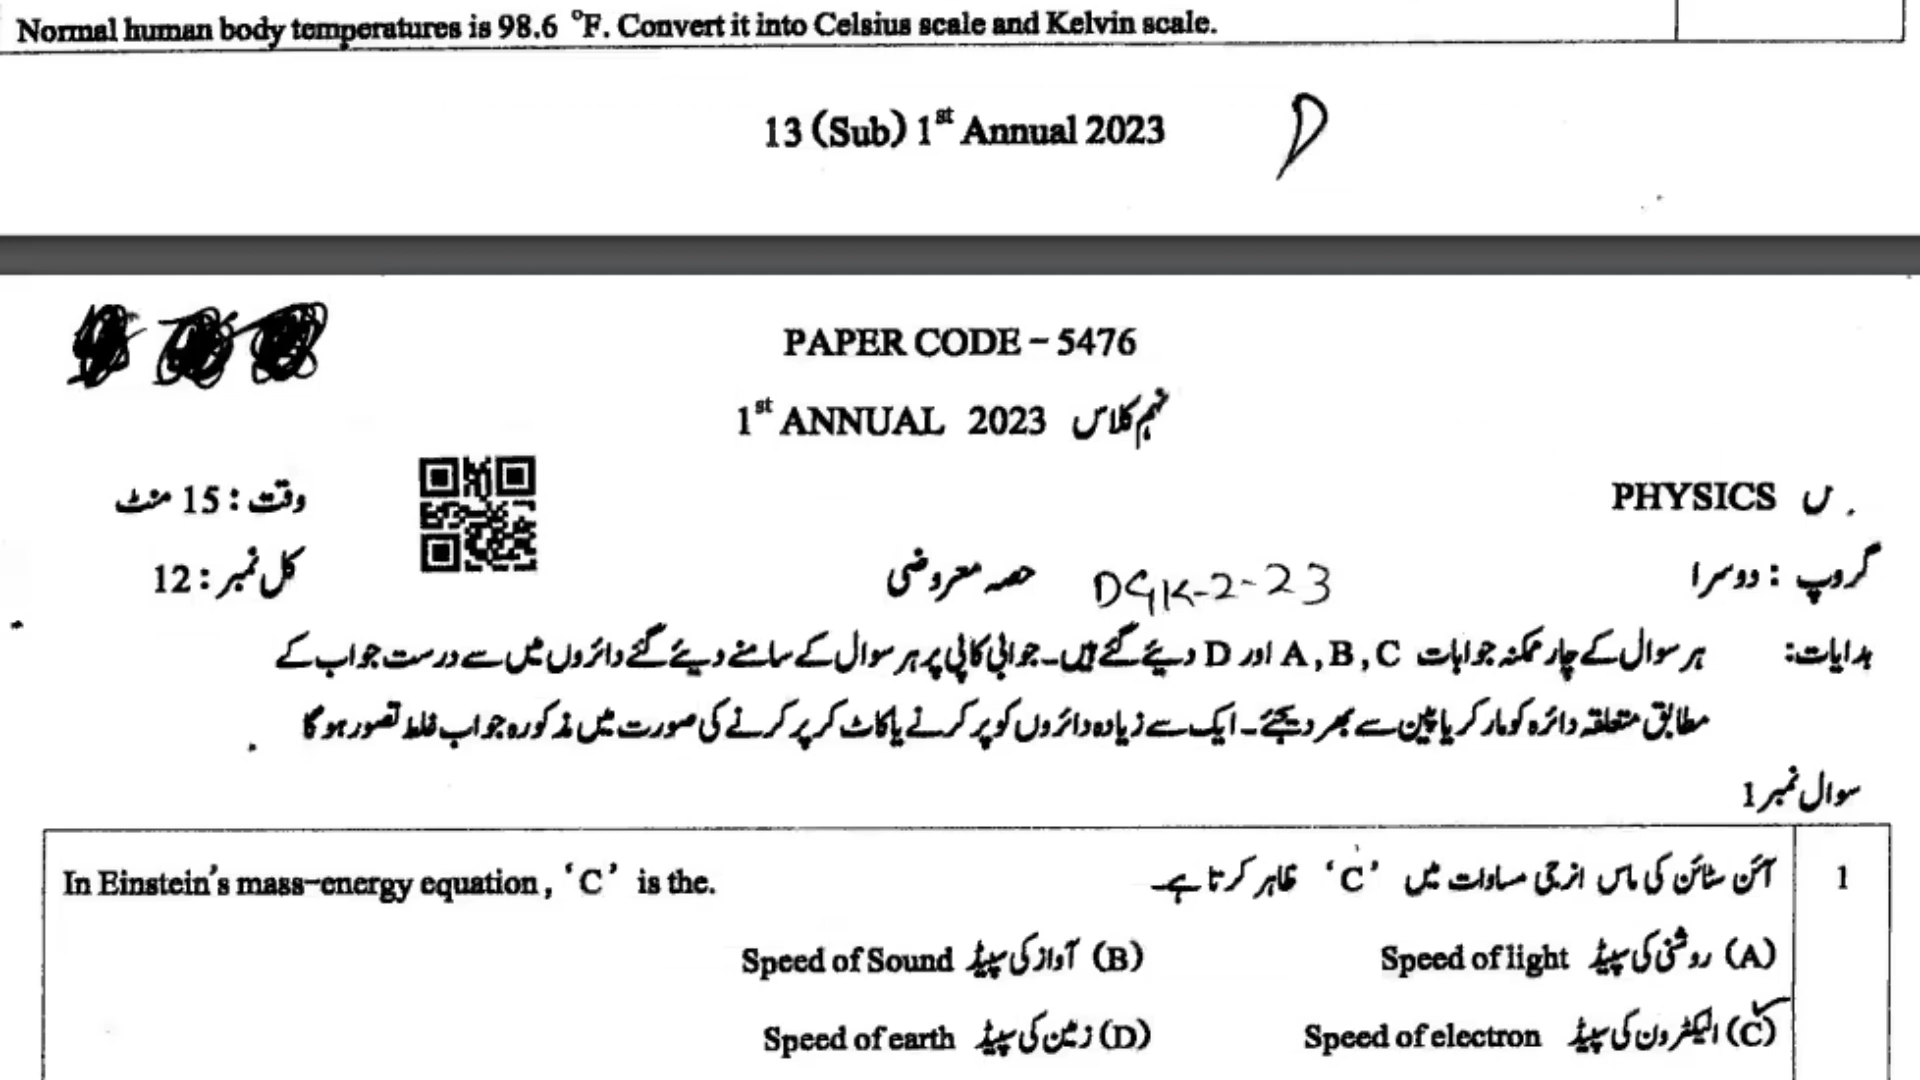 Normal human body temperatures is 98.6 °F. Convert it into Celsius scale and Kelvin scale.
13 (Sub) 1st Annual 2023
PAPER CODE – 5476
1st ANNUAL 2023 نہم کلاس
PHYSICS س
وقت : 15 منٹ
گروپ : دوسرا
حصہ معروضی
DGK-2-23
کل نمبر : 12
ہدایات: ہر سوال کے چار ممکنہ جوابات A , B , C اور D دیئے گئے ہیں۔ جوابی کاپی پر ہر سوال کے سامنے دیئے گئے دائروں میں سے درست جواب کے
مطابق متعلقہ دائرہ کو مارکر یا پین سے بھر دیجئے۔ ایک سے زیادہ دائروں کو پر کرنے یا کاٹ کر پر کرنے کی صورت میں مذکورہ جواب غلط تصور ہو گا
سوال نمبر 1
1 آئن سٹائن کی ماس انرجی مساوات میں ‘C’ ظاہر کرتا ہے۔
In Einstein's mass-energy equation, ‘C’ is the.
(A) روشنی کی سپیڈ Speed of light (B) آواز کی سپیڈ Speed of Sound
(C) الیکٹرون کی سپیڈ Speed of electron (D) زمین کی سپیڈ Speed of earth